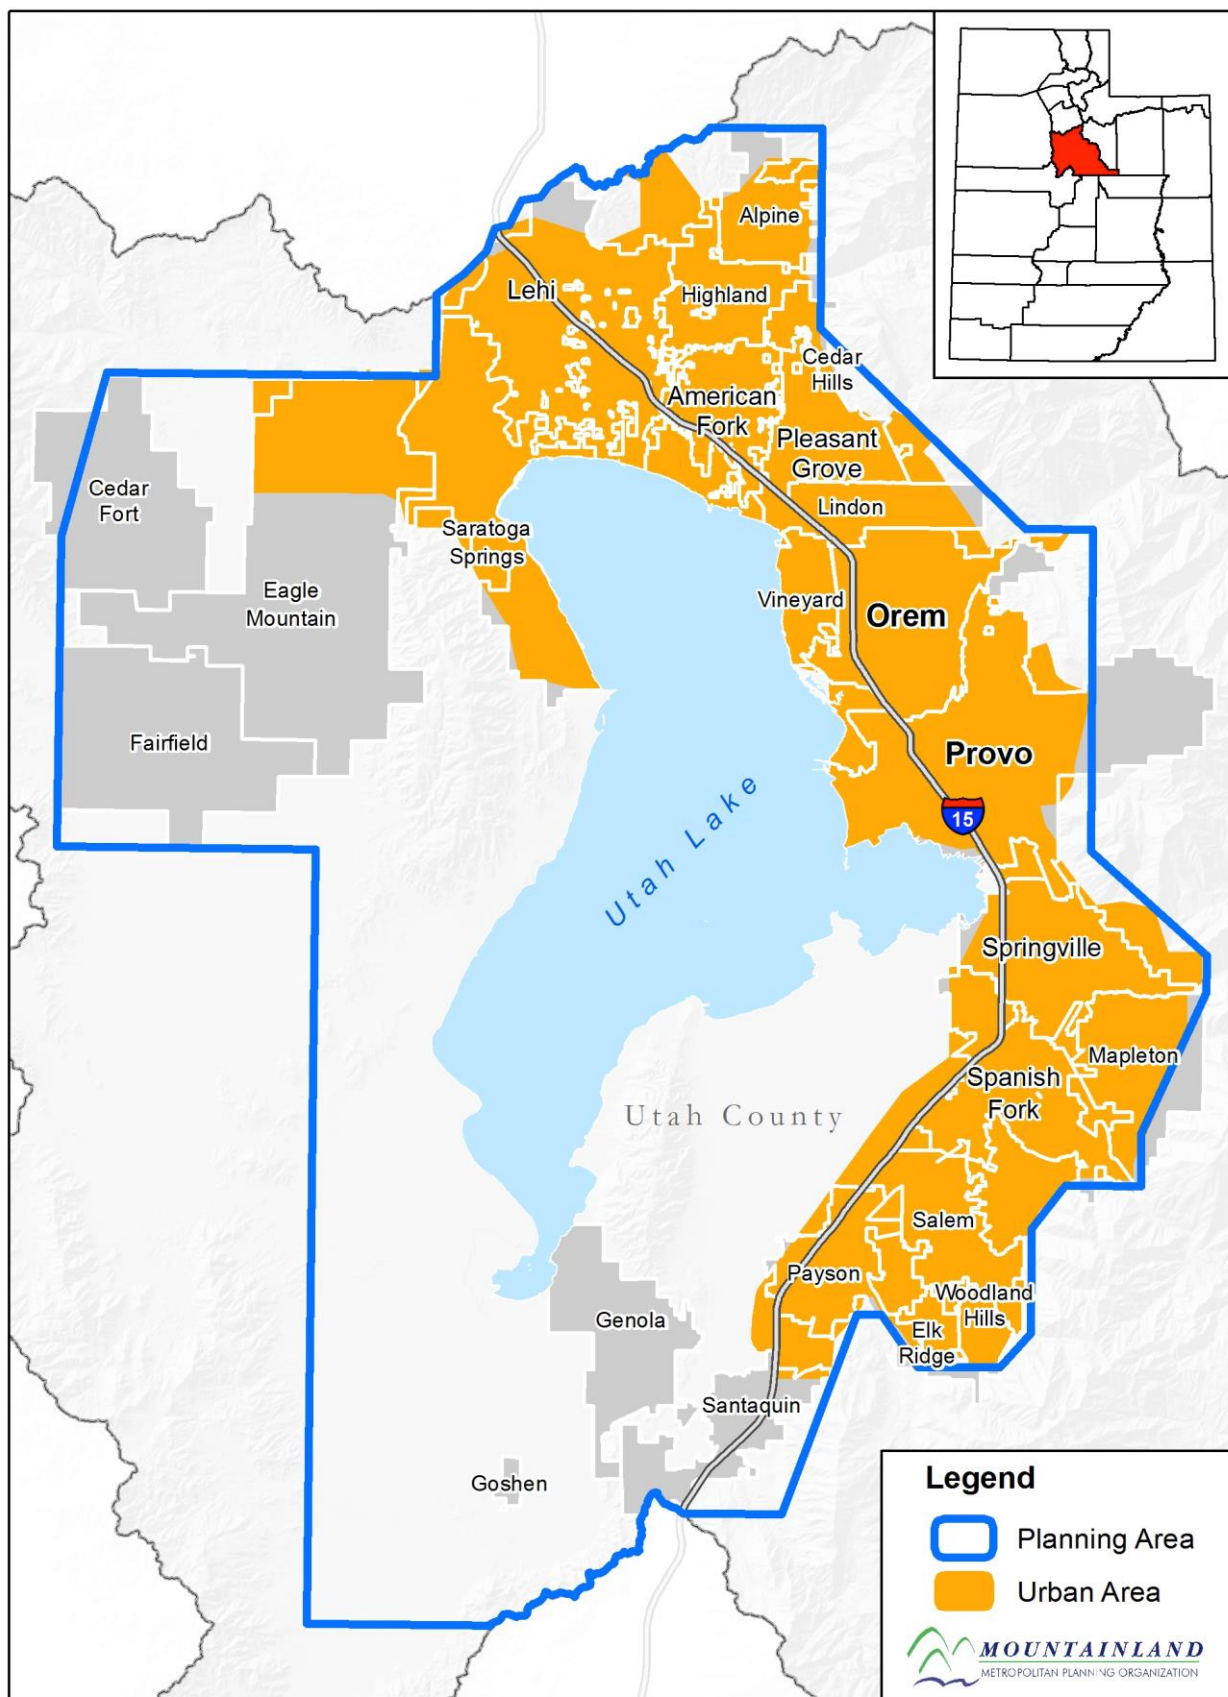 Alpine
Lehi
Highland
Cedar
Hills
American
Fork
Pleasant
Grove
Cedar
Fort
Lindon
Saratoga
Springs
Eagle
Mountain
Vineyard
Orem
Fairfield
Provo
15
Utah Lake
Springville
Mapleton
Spanish
Fork
Utah County
Salem
Payson
Woodland
Hills
Genola
Elk
Ridge
Santaquin
Goshen
Legend
Planning Area
Urban Area
MOUNTAINLAND
METROPOLITAN PLANNING ORGANIZATION